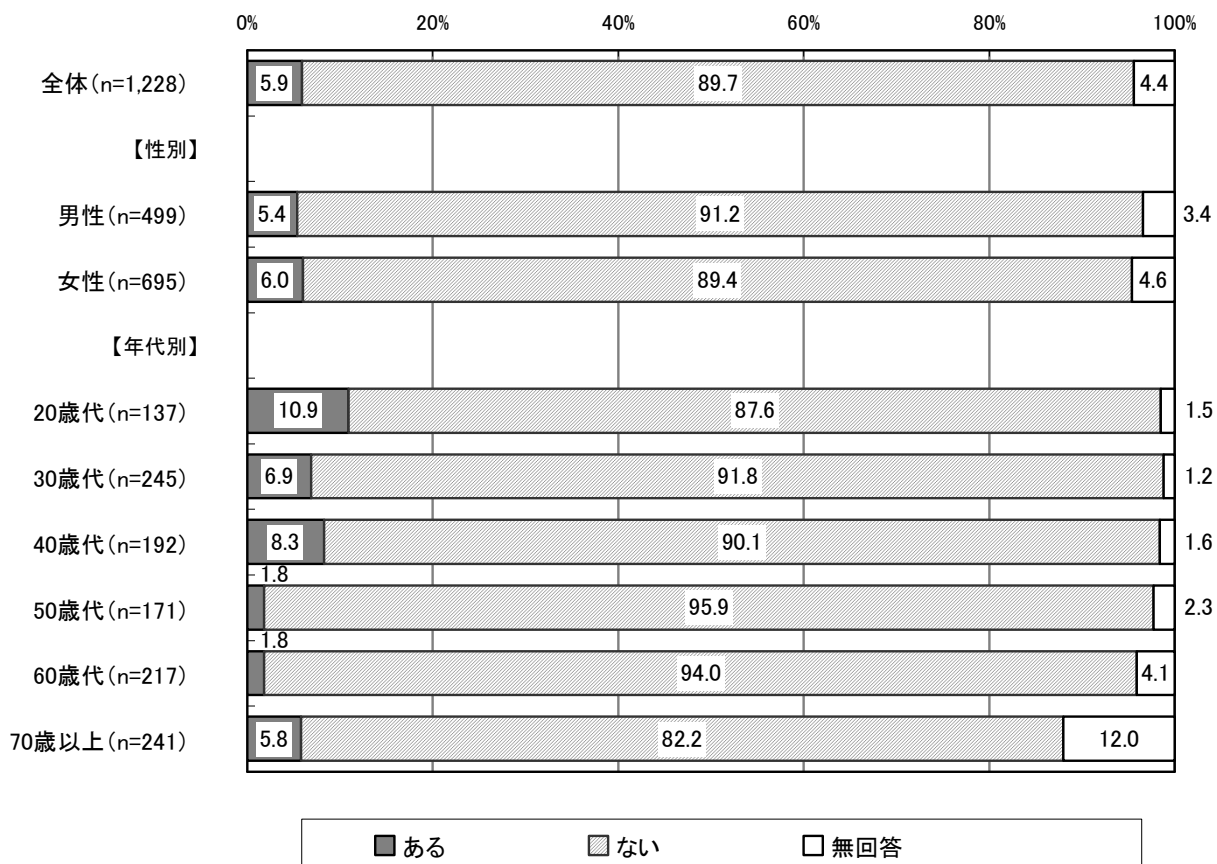 0% 20% 40% 60% 80% 100%
全体(n=1,228) 5.9 89.7 4.4
【性別】
男性(n=499) 5.4 91.2 3.4
女性(n=695) 6.0 89.4 4.6
【年代別】
20歳代(n=137) 10.9 87.6 1.5
30歳代(n=245) 6.9 91.8 1.2
40歳代(n=192) 8.3 90.1 1.6
1.8
50歳代(n=171) 95.9 2.3
1.8
60歳代(n=217) 94.0 4.1
70歳以上(n=241) 5.8 82.2 12.0
ある ない 無回答